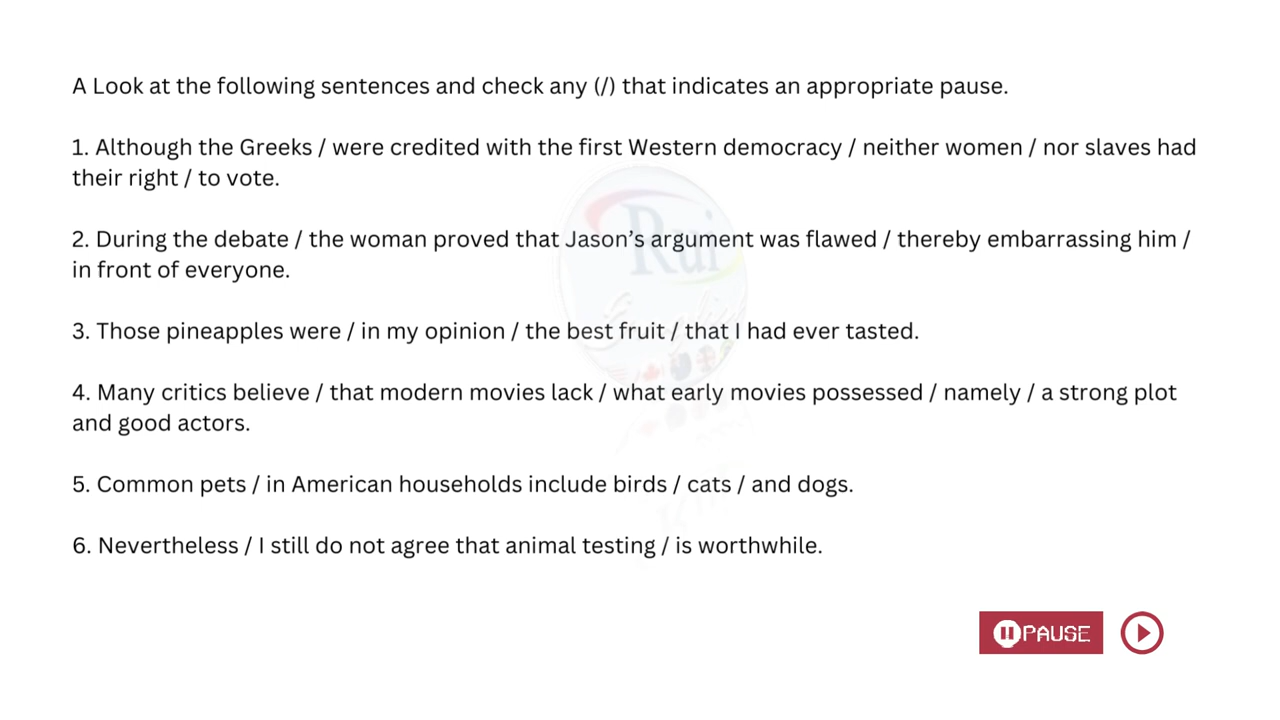 A Look at the following sentences and check any (/) that indicates an appropriate pause.
1. Although the Greeks / were credited with the first Western democracy / neither women / nor slaves had
their right / to vote.
2. During the debate / the woman proved that Jason’s argument was flawed / thereby embarrassing him /
in front of everyone.
3. Those pineapples were / in my opinion / the best fruit / that I had ever tasted.
4. Many critics believe / that modern movies lack / what early movies possessed / namely / a strong plot
and good actors.
5. Common pets / in American households include birds / cats / and dogs.
6. Nevertheless / I still do not agree that animal testing / is worthwhile.
Rui
English
PAUSE